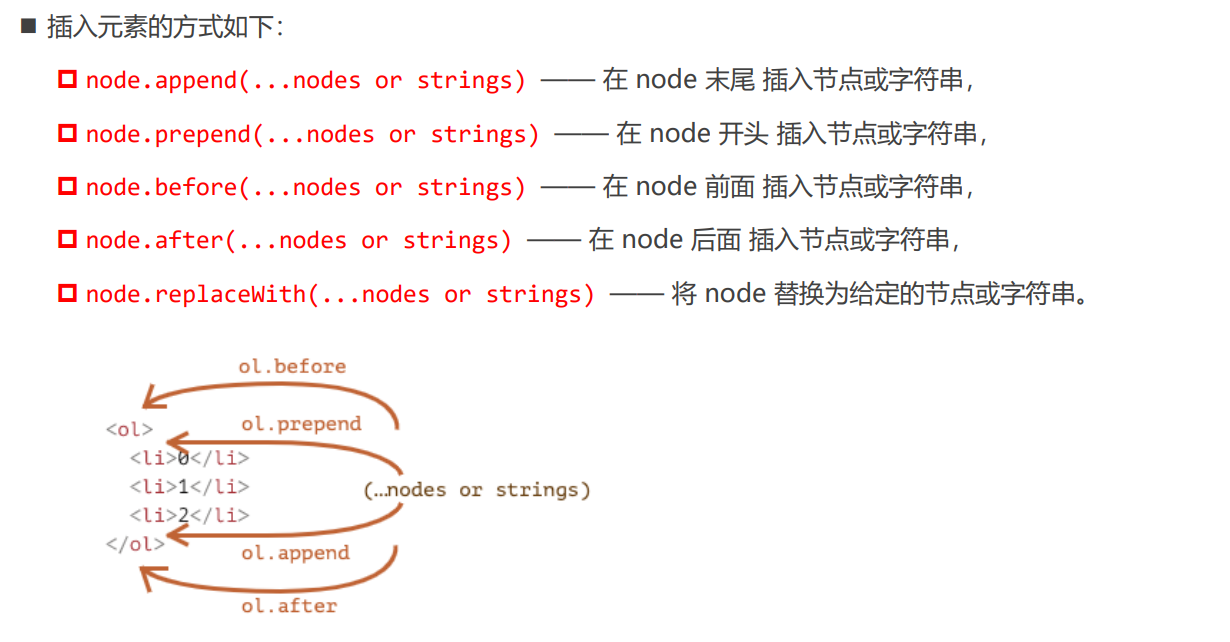 ■ 插入元素的方式如下：
node.append(...nodes or strings) —— 在 node 末尾 插入节点或字符串，
node.prepend(...nodes or strings) —— 在 node 开头 插入节点或字符串，
node.before(...nodes or strings) —— 在 node 前面 插入节点或字符串，
node.after(...nodes or strings) —— 在 node 后面 插入节点或字符串，
node.replaceWith(...nodes or strings) —— 将 node 替换为给定的节点或字符串。
ol.before
<ol>
ol.prepend
<li>0</li>
<li>1</li>
(…nodes or strings)
<li>2</li>
</ol>
ol.append
ol.after